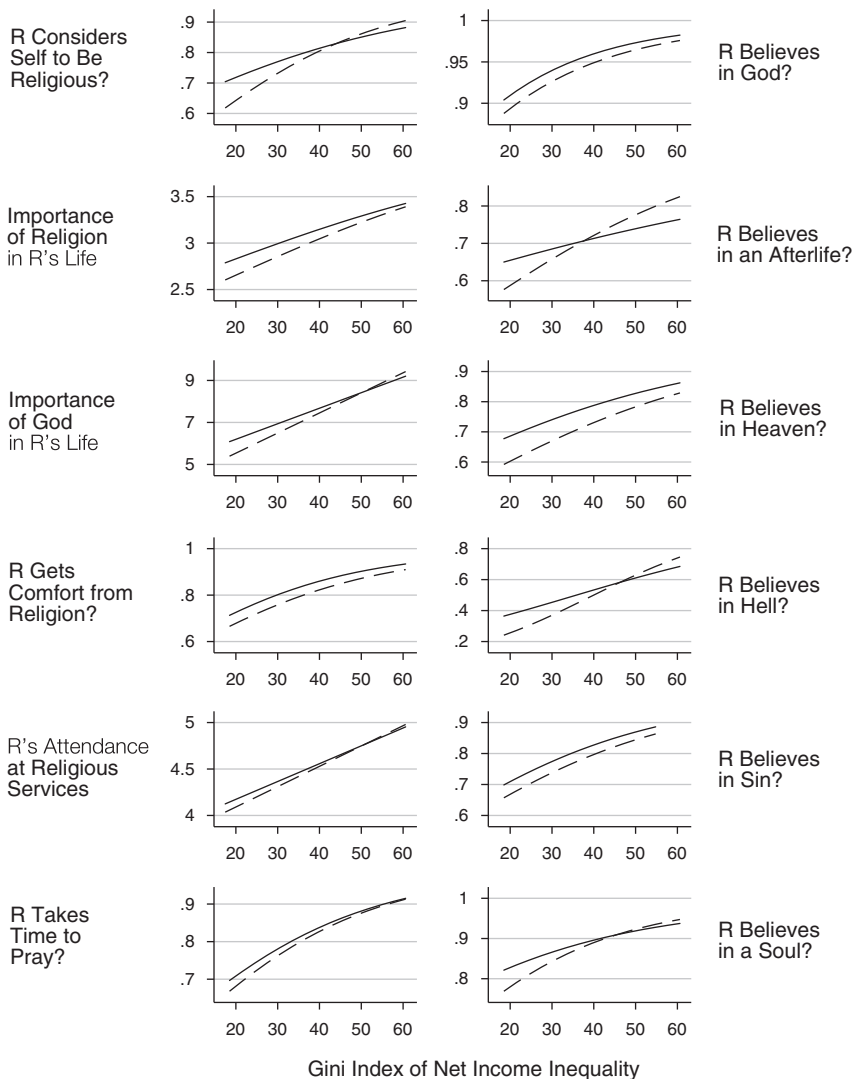 R Considers
Self to Be
Religious?
.9
.8
.7
.6
20 30 40 50 60
1
.95
.9
20 30 40 50 60
R Believes
in God?
Importance
of Religion
in R's Life
3.5
3
2.5
20 30 40 50 60
.8
.7
.6
20 30 40 50 60
R Believes
in an Afterlife?
Importance
of God
in R's Life
9
7
5
20 30 40 50 60
.9
.8
.7
.6
20 30 40 50 60
R Believes
in Heaven?
R Gets
Comfort from
Religion?
1
.8
.6
20 30 40 50 60
.8
.6
.4
.2
20 30 40 50 60
R Believes
in Hell?
R's Attendance
at Religious
Services
5
4.5
4
20 30 40 50 60
.9
.8
.7
.6
20 30 40 50 60
R Believes
in Sin?
R Takes
Time to
Pray?
.9
.8
.7
20 30 40 50 60
1
.9
.8
20 30 40 50 60
R Believes
in a Soul?
Gini Index of Net Income Inequality